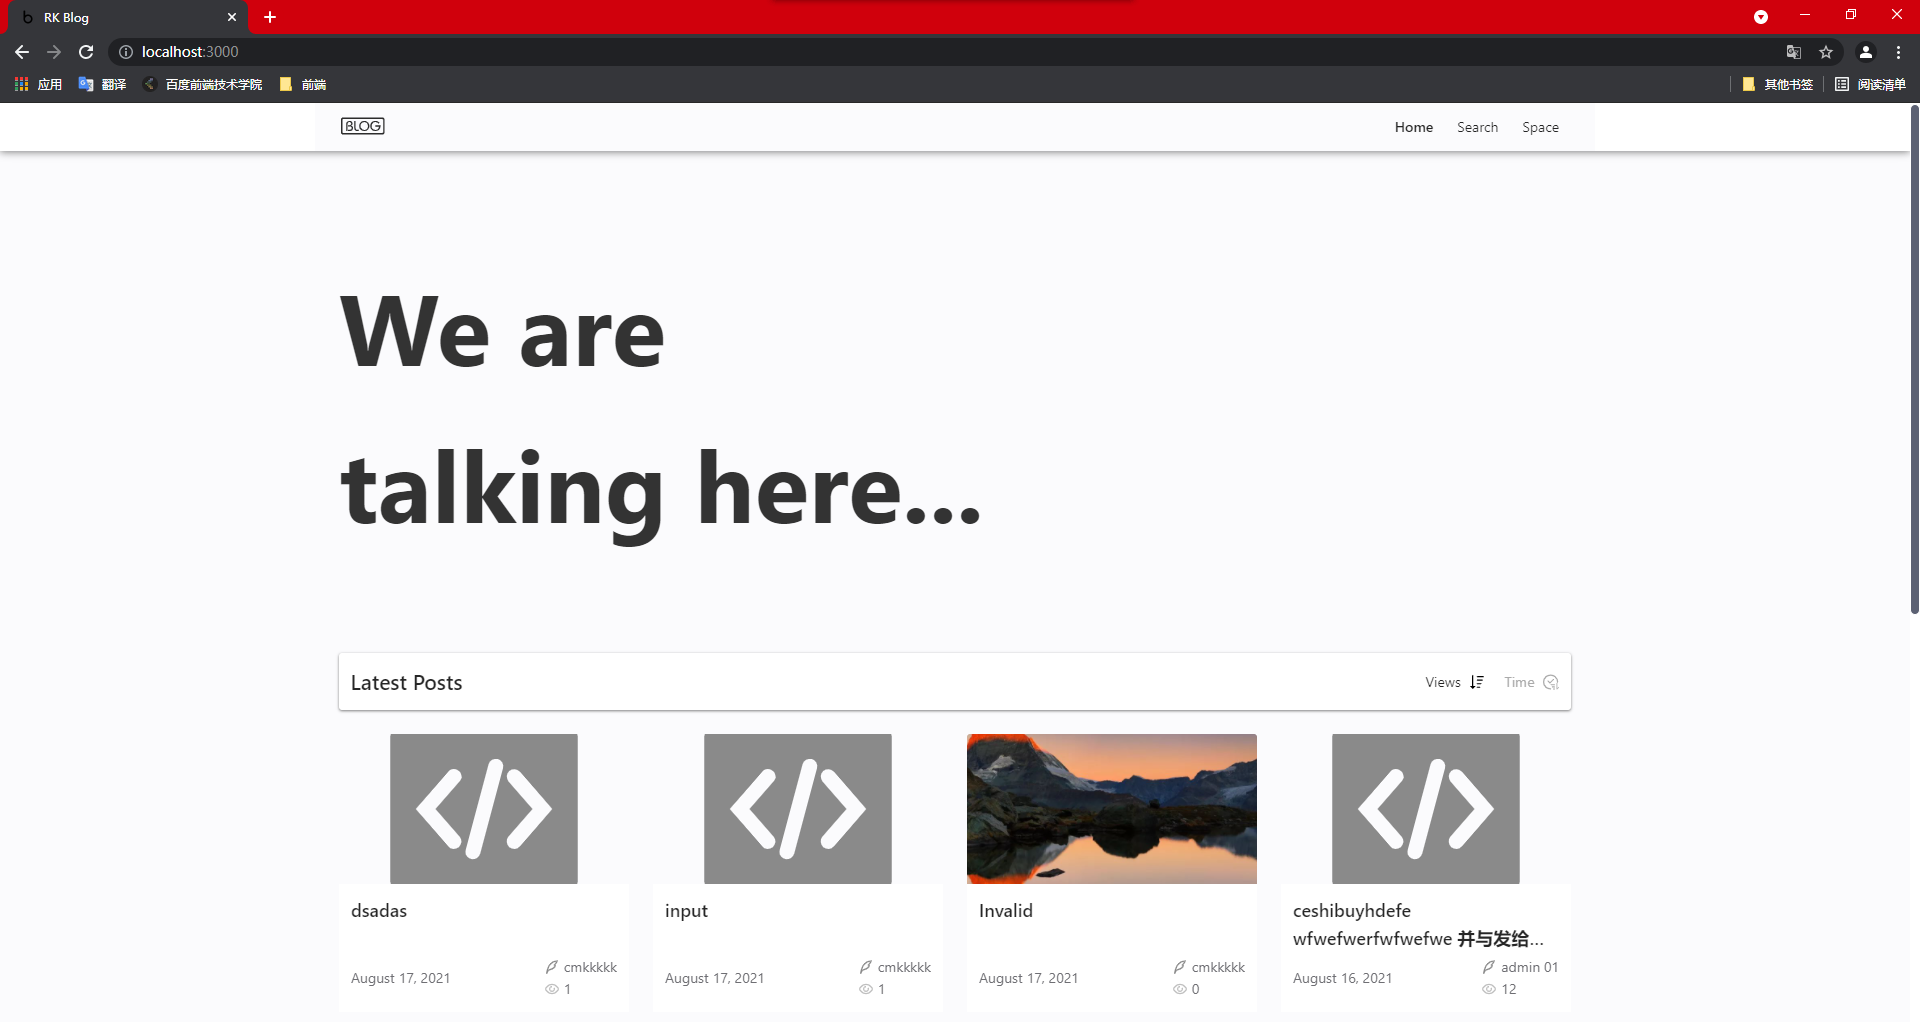 RK Blog
localhost:3000
应用 翻译 百度前端技术学院 前端 其他书签 阅读清单
BLOG Home Search Space
We are
talking here...
Latest Posts Views Time
dsadas
August 17, 2021
cmkkkkk
1
input
August 17, 2021
cmkkkkk
1
Invalid
August 17, 2021
cmkkkkk
0
ceshibuyhdefe
wfwefwerfwfwefwe 并与发给...
August 16, 2021
admin 01
12